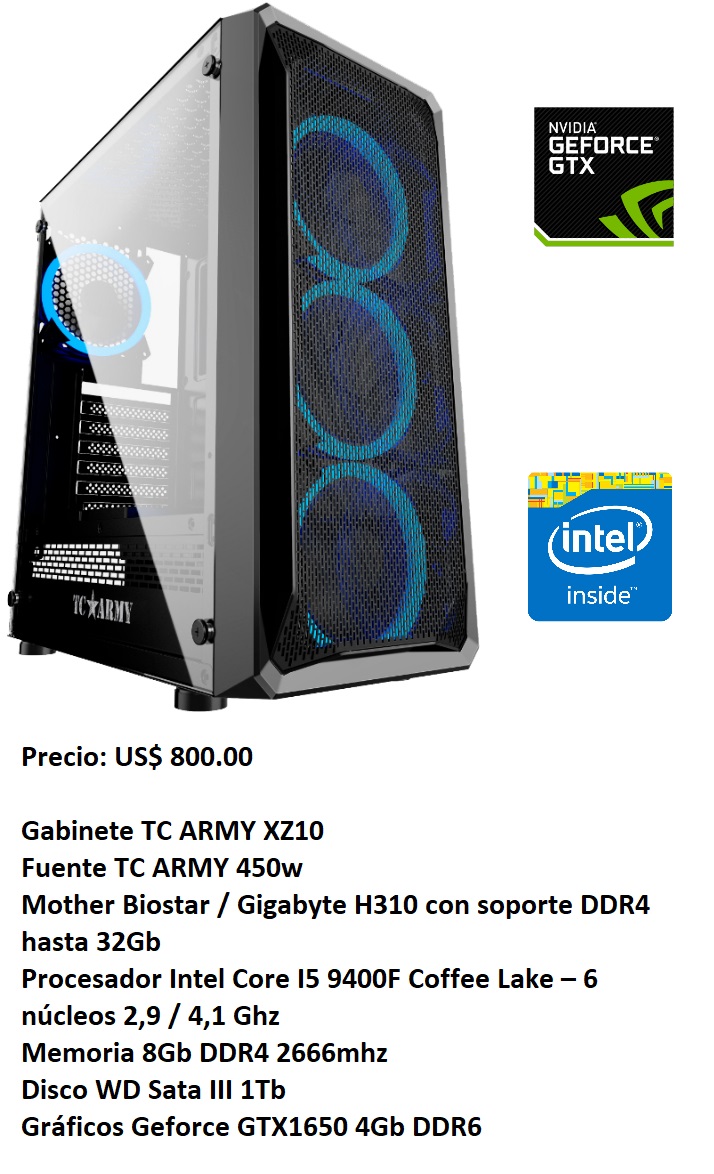 NVIDIA
GEFORCE®
GTX
intel®
inside™
TC★ARMY
Precio: US$ 800.00
Gabinete TC ARMY XZ10
Fuente TC ARMY 450w
Mother Biostar / Gigabyte H310 con soporte DDR4
hasta 32Gb
Procesador Intel Core I5 9400F Coffee Lake – 6
núcleos 2,9 / 4,1 Ghz
Memoria 8Gb DDR4 2666mhz
Disco WD Sata III 1Tb
Gráficos Geforce GTX1650 4Gb DDR6